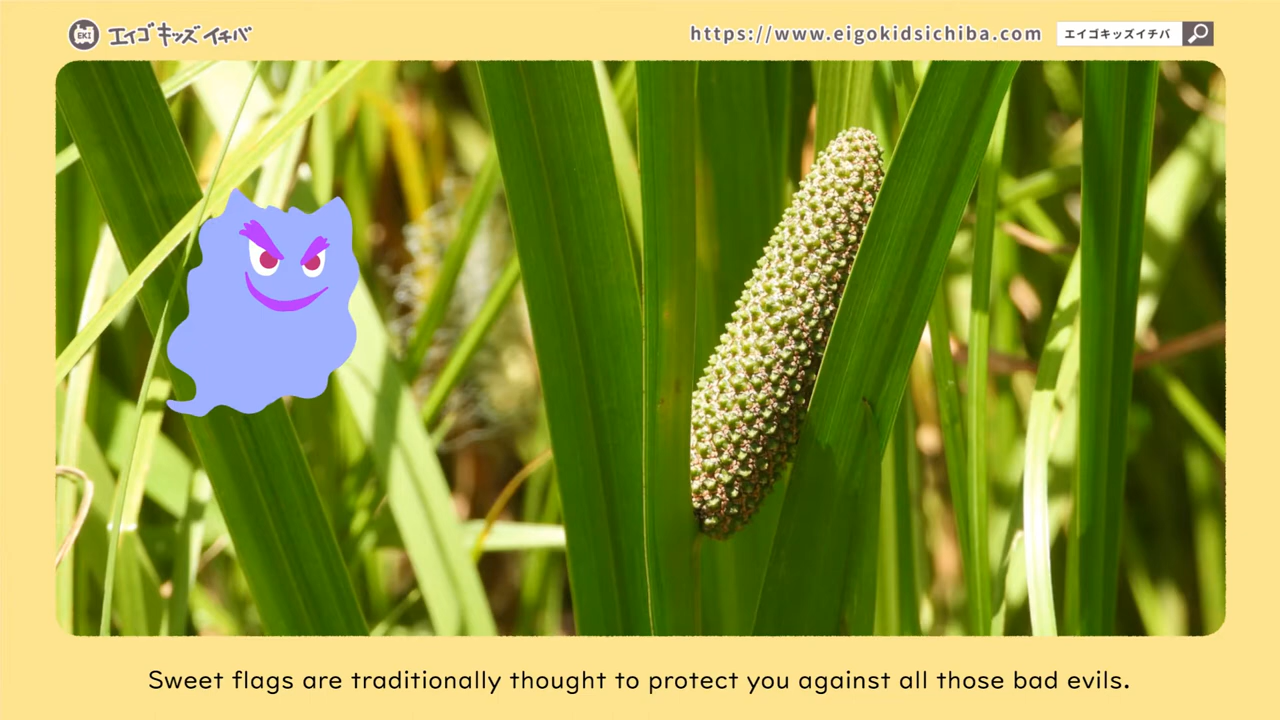 EKI エイゴキッズイチバ
https://www.eigokidsichiba.com エイゴキッズイチバ
Sweet flags are traditionally thought to protect you against all those bad evils.